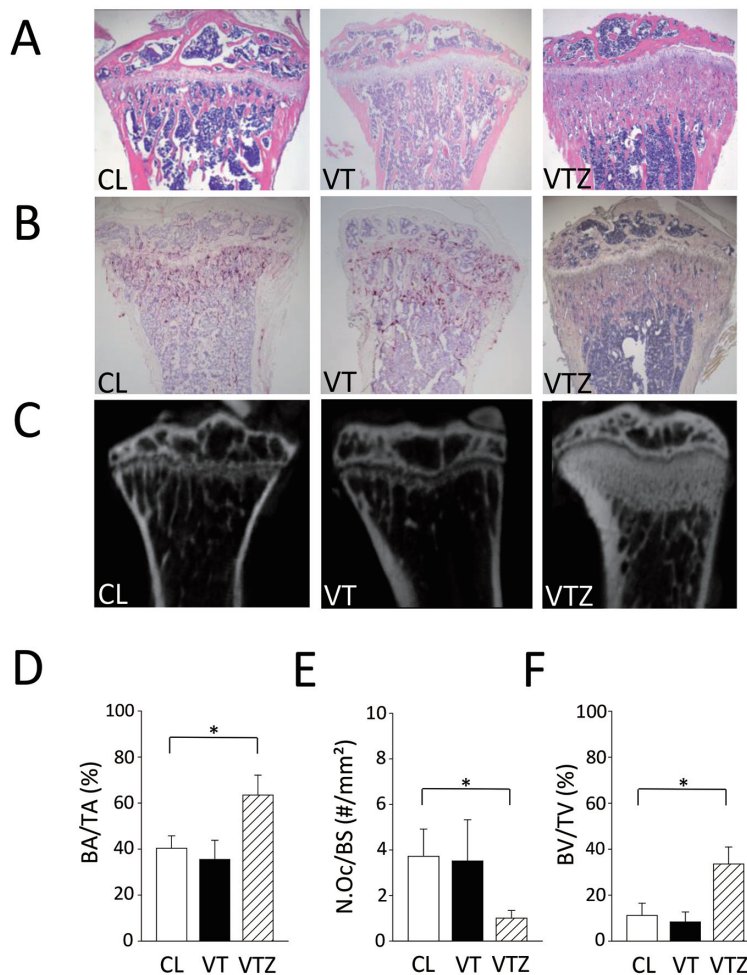 A
CL VT VTZ
B
CL VT VTZ
C
CL VT VTZ
D E F
*
BA/TA (%)
100
80
60
40
20
0
CL VT VTZ
*
N.Oc/BS (#/mm²)
10
8
6
4
2
0
CL VT VTZ
*
BV/TV (%)
100
80
60
40
20
0
CL VT VTZ